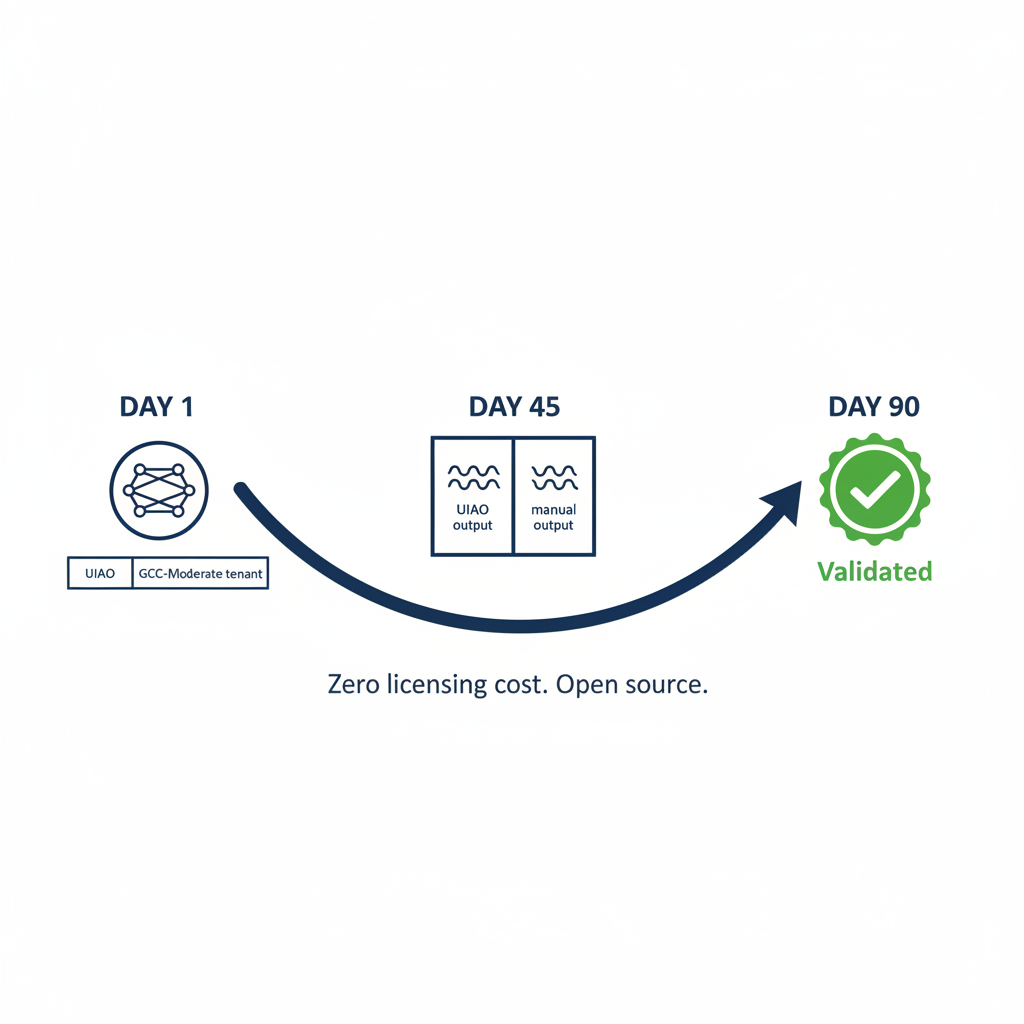 DAY 1
UIAO
GCC-Moderate tenant
DAY 45
UIAO
output
manual
output
DAY 90
Validated
Zero licensing cost. Open source.